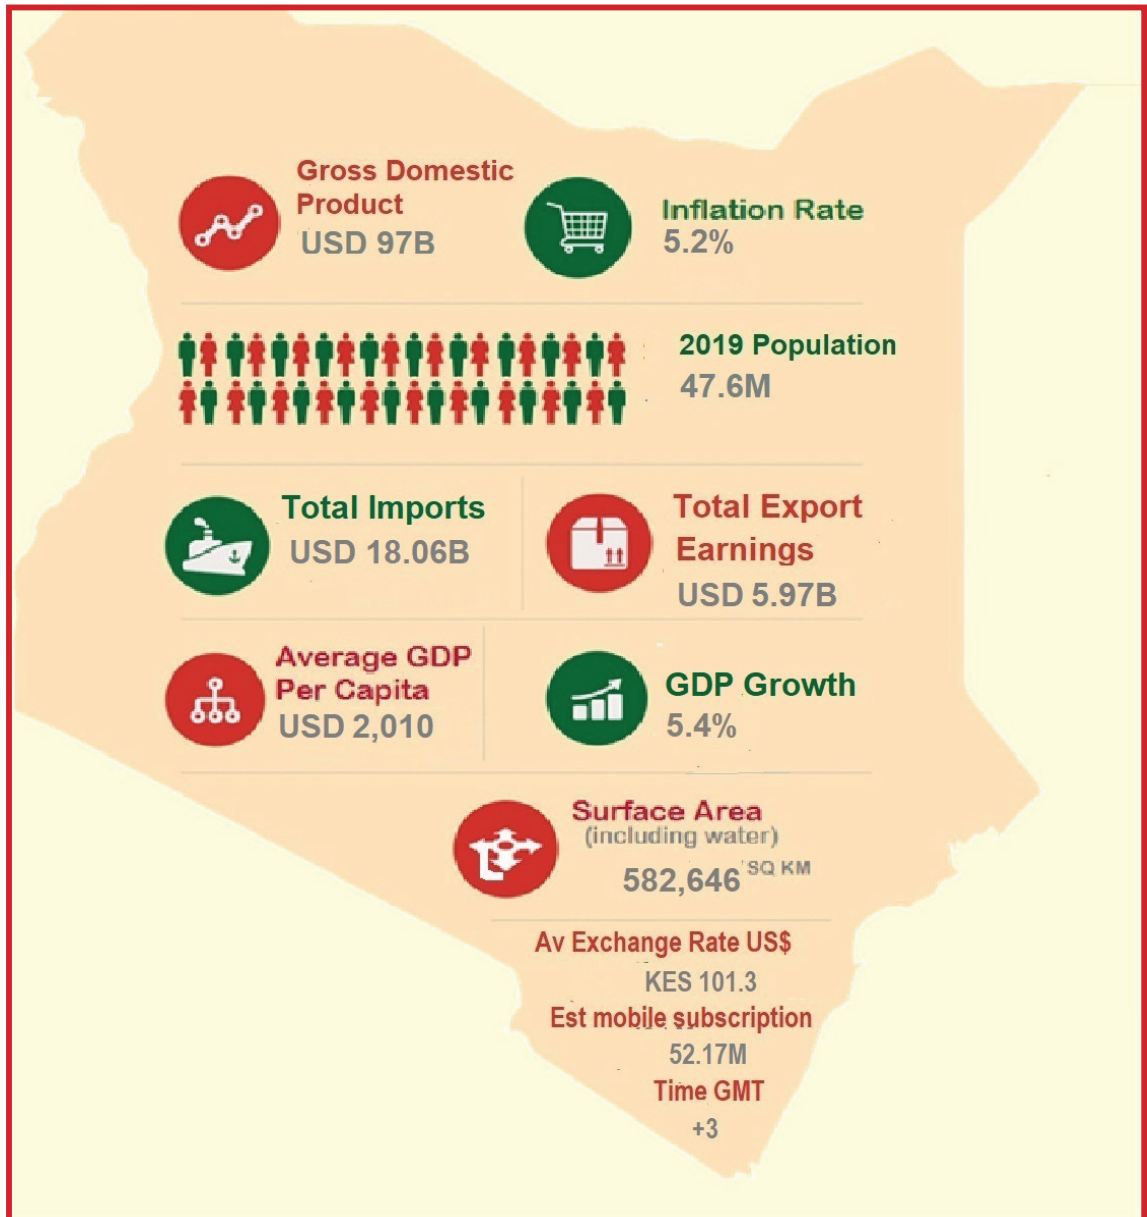 Gross Domestic
Product
USD 97B
Inflation Rate
5.2%
2019 Population
47.6M
Total Imports
USD 18.06B
Total Export
Earnings
USD 5.97B
Average GDP
Per Capita
USD 2,010
GDP Growth
5.4%
Surface Area
(including water)
582,646 SQ KM
Av Exchange Rate US$
KES 101.3
Est mobile subscription
52.17M
Time GMT
+3